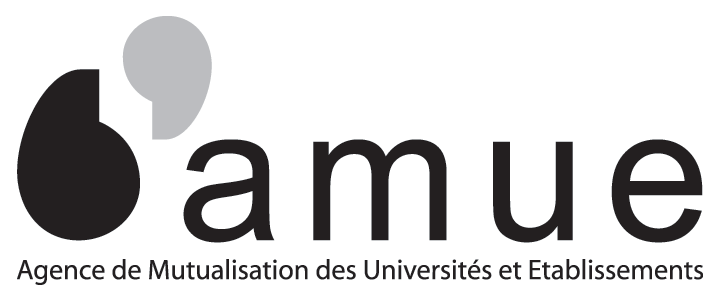 amue
Agence de Mutualisation des Universités et Etablissements